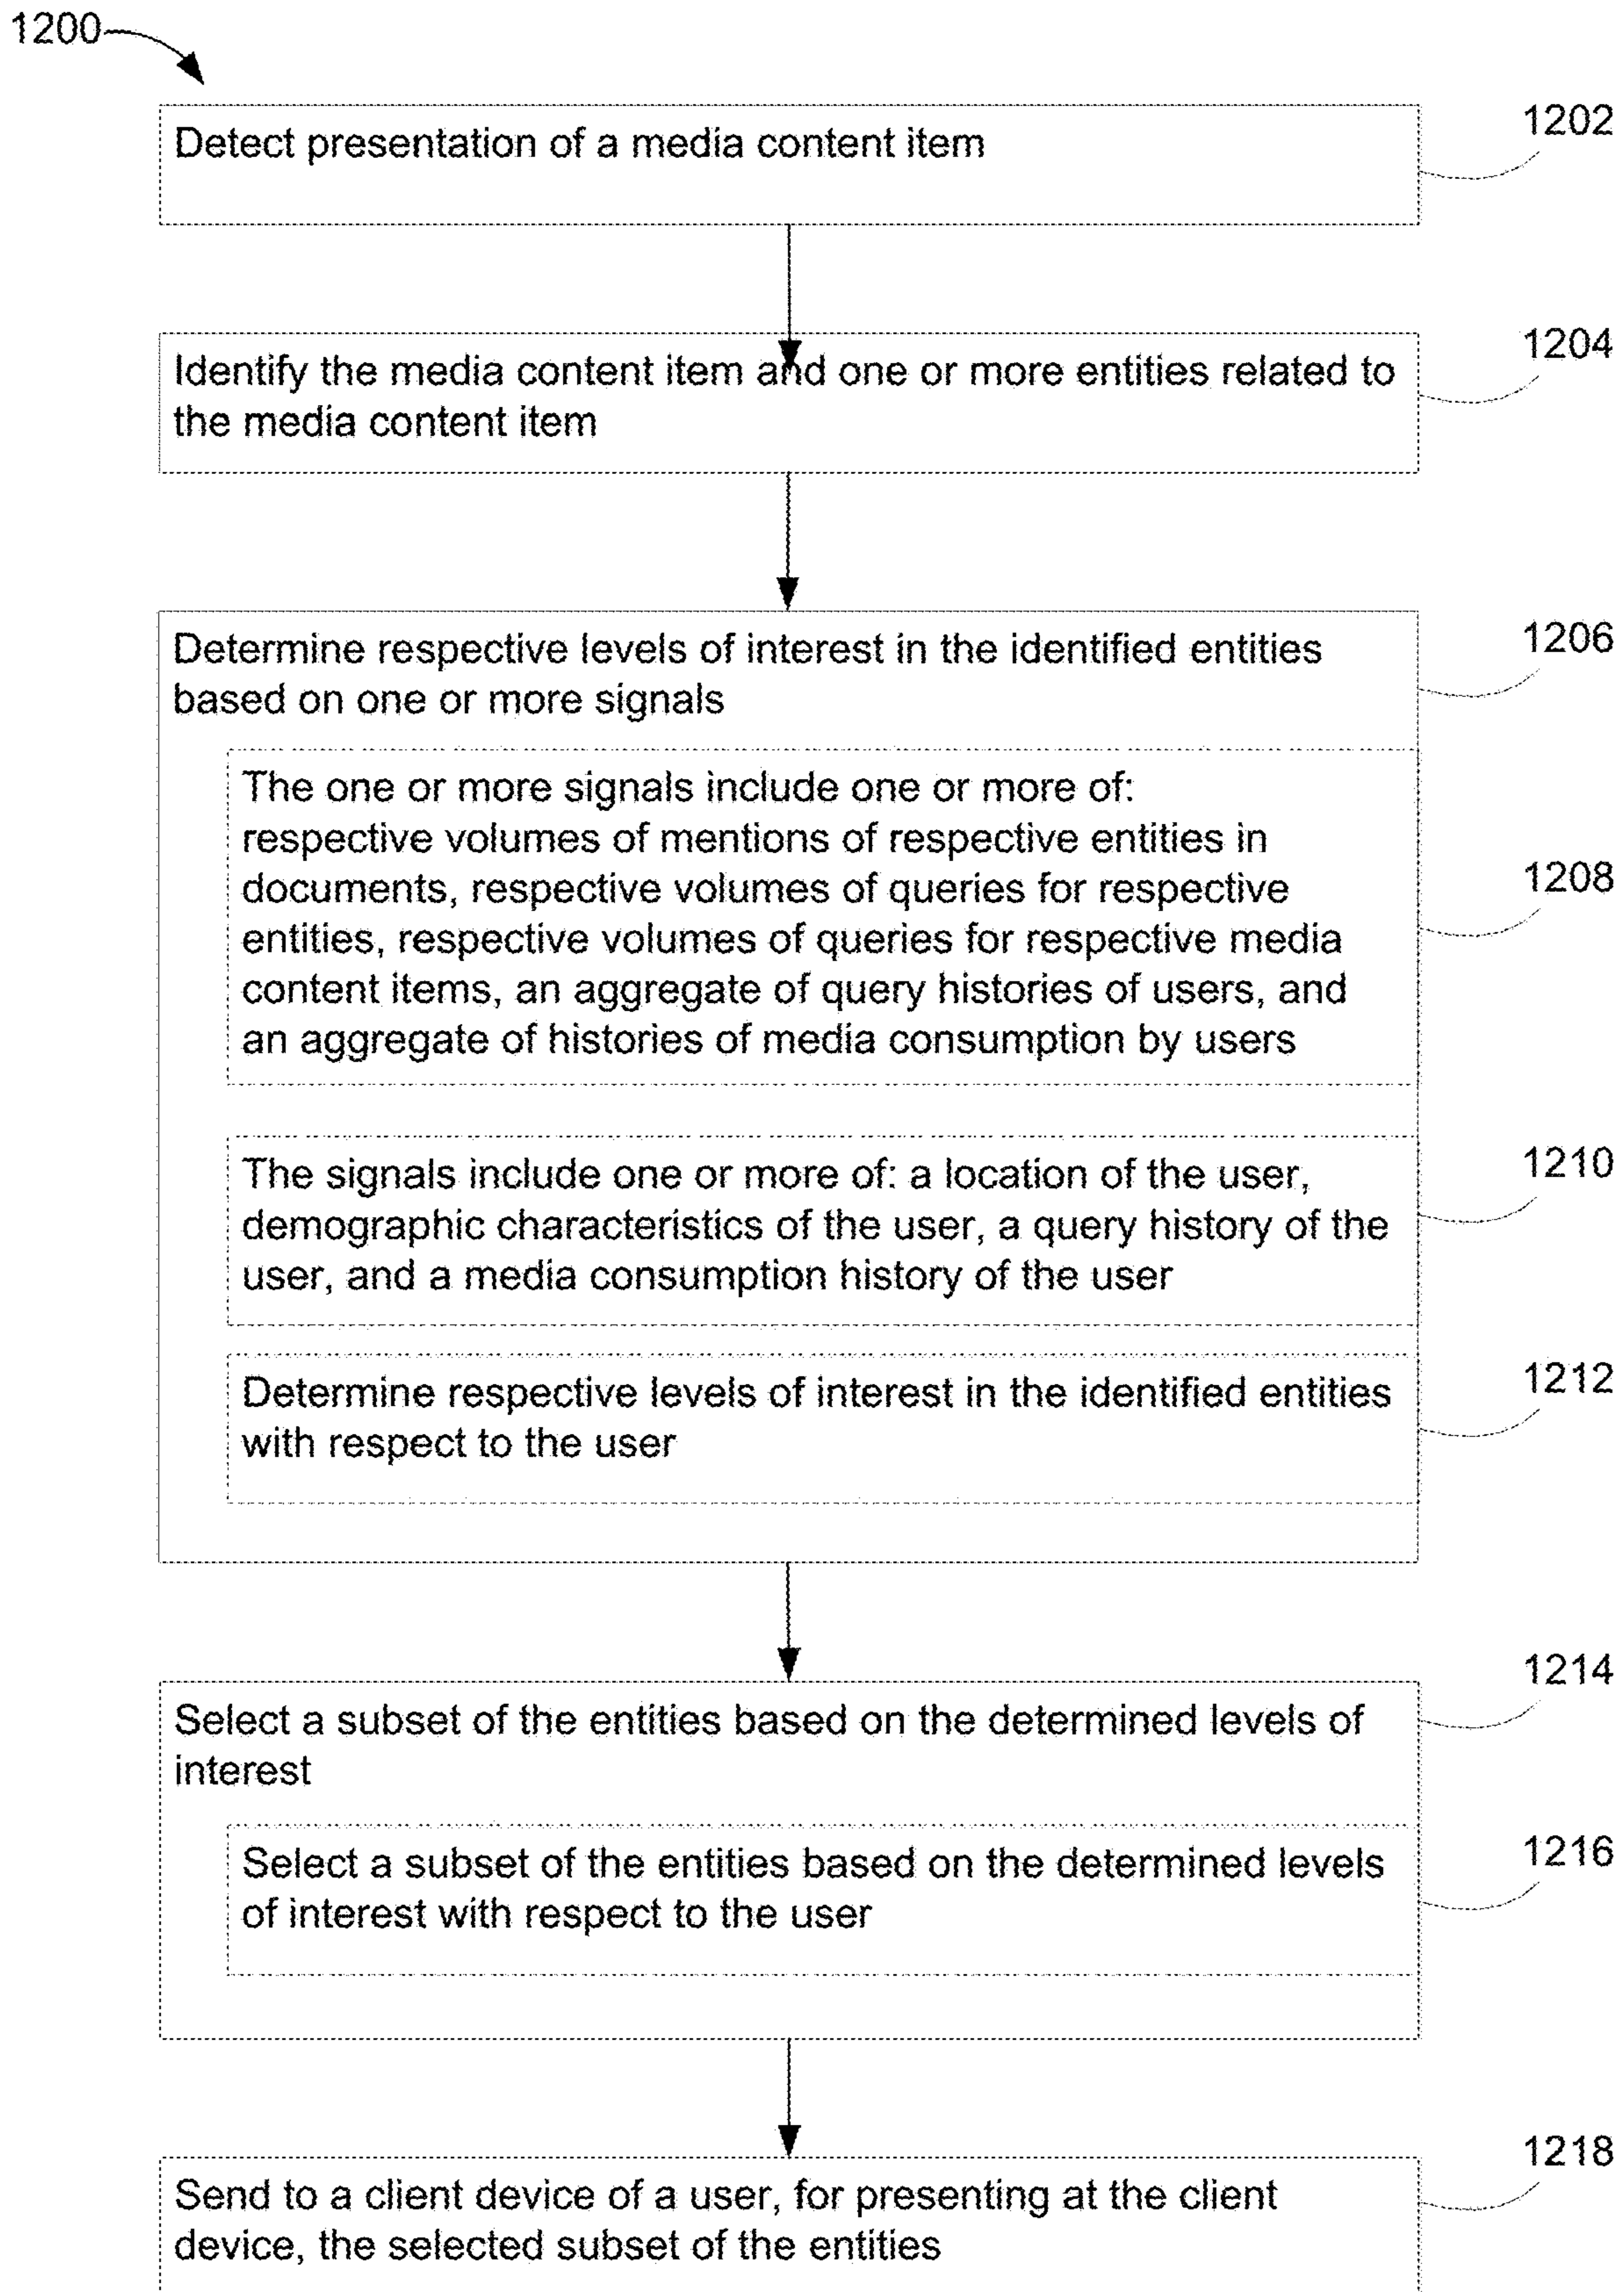 1200
Detect presentation of a media content item
1202
Identify the media content item and one or more entities related to
the media content item
1204
Determine respective levels of interest in the identified entities
based on one or more signals
1206
The one or more signals include one or more of:
respective volumes of mentions of respective entities in
documents, respective volumes of queries for respective
entities, respective volumes of queries for respective media
content items, an aggregate of query histories of users, and
an aggregate of histories of media consumption by users
1208
The signals include one or more of: a location of the user,
demographic characteristics of the user, a query history of the
user, and a media consumption history of the user
1210
Determine respective levels of interest in the identified entities
with respect to the user
1212
Select a subset of the entities based on the determined levels of
interest
1214
Select a subset of the entities based on the determined levels
of interest with respect to the user
1216
Send to a client device of a user, for presenting at the client
device, the selected subset of the entities
1218